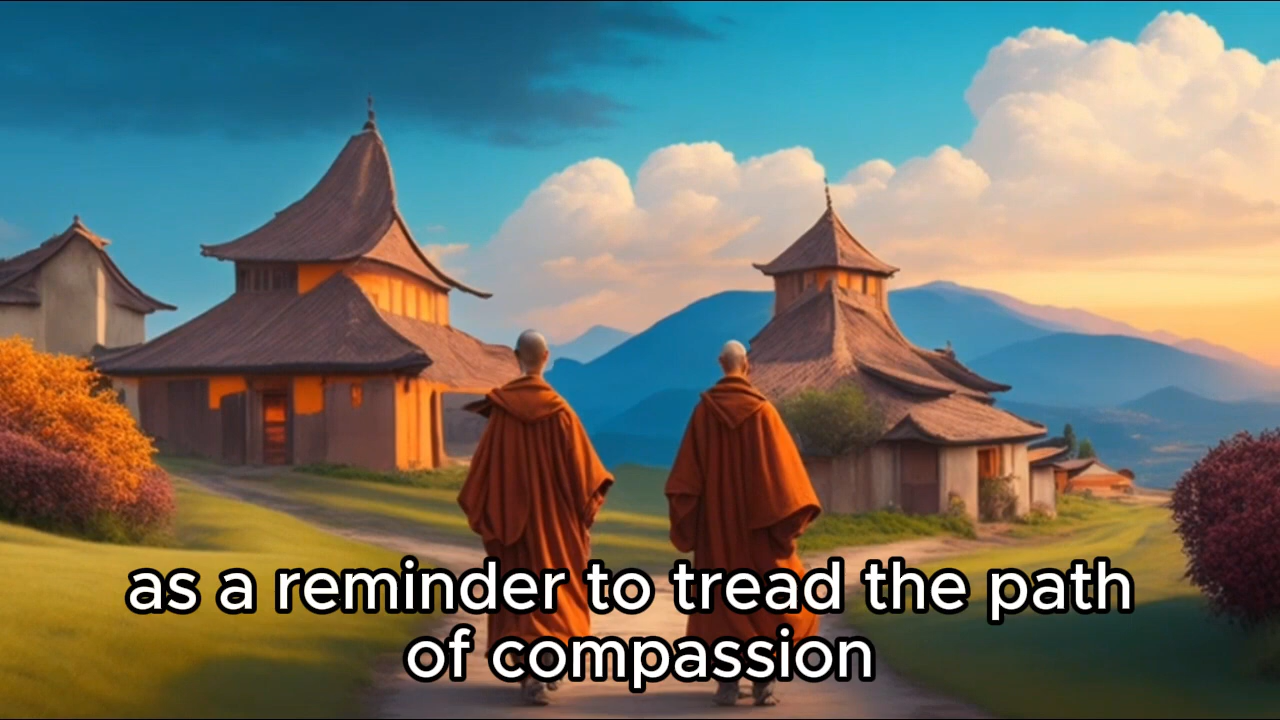 as a reminder to tread the path
of compassion